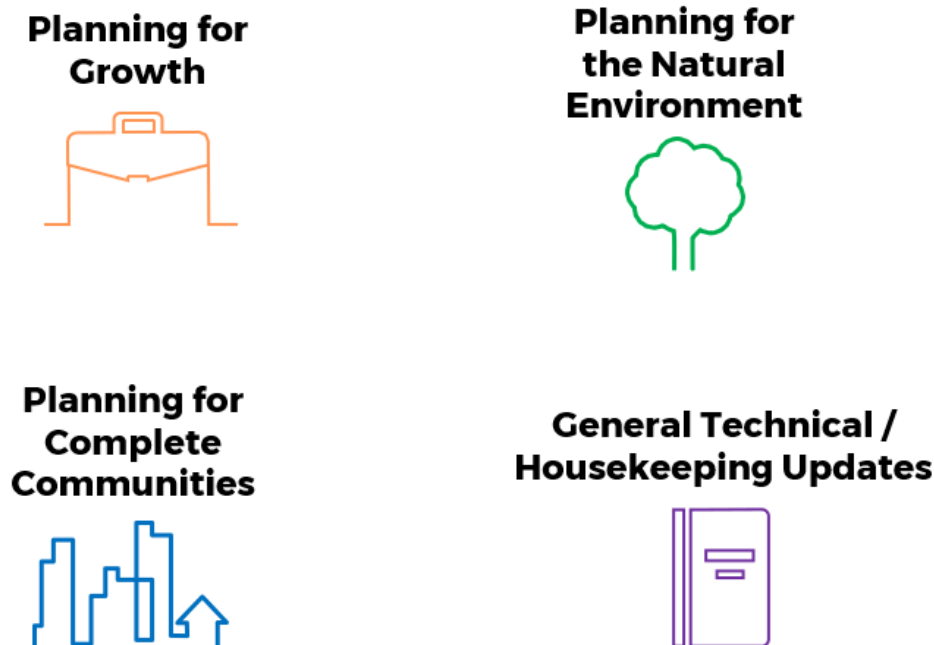 Planning for
Growth
Planning for
the Natural
Environment
Planning for
Complete
Communities
General Technical /
Housekeeping Updates